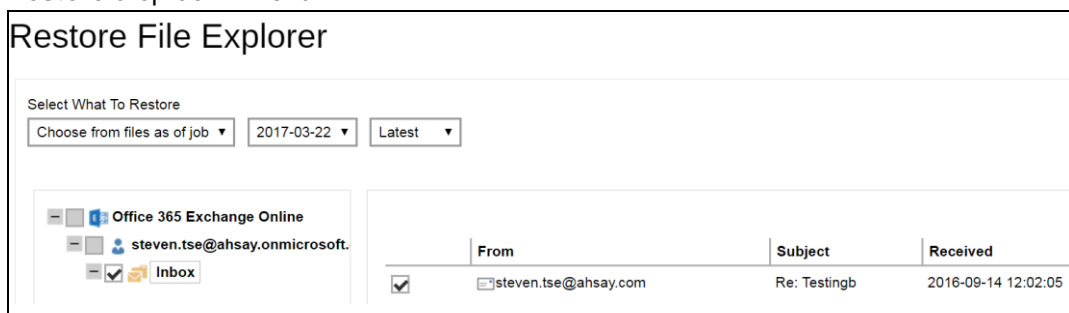 Restore File Explorer
Select What To Restore
Choose from files as of job ▼ 2017-03-22 ▼ Latest ▼
Office 365 Exchange Online
steven.tse@ahsay.onmicrosoft.
Inbox
From Subject Received
steven.tse@ahsay.com Re: Testingb 2016-09-14 12:02:05